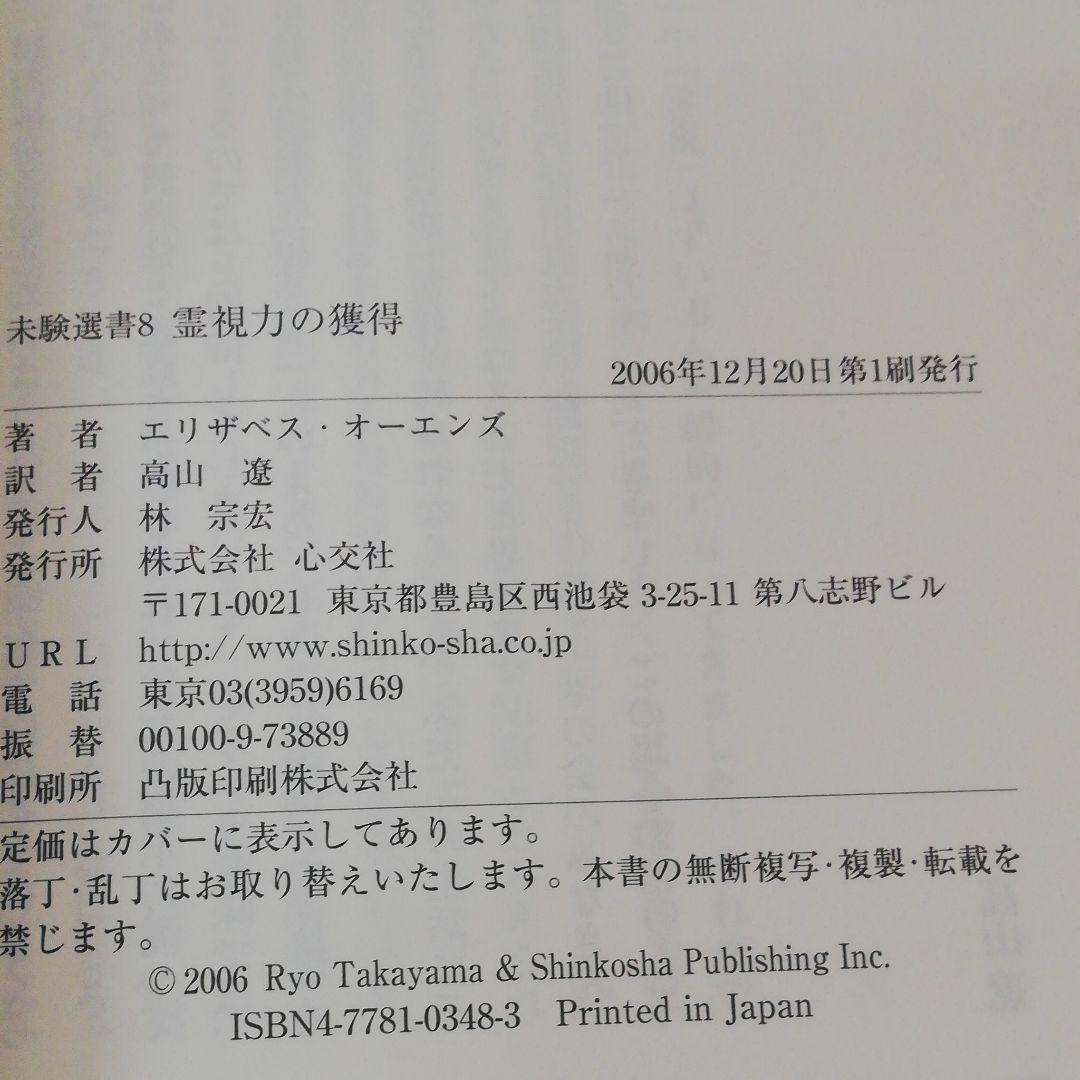 未験選書8 霊視力の獲得
2006年12月20日第1刷発行
著　者　エリザベス・オーエンズ
訳　者　高山　遼
発行人　林　宗宏
発行所　株式会社 心交社
〒171-0021　東京都豊島区西池袋 3-25-11 第八志野ビル
URL　http://www.shinko-sha.co.jp
電　話　東京03(3959)6169
振　替　00100-9-73889
印刷所　凸版印刷株式会社
定価はカバーに表示してあります。
落丁・乱丁はお取り替えいたします。本書の無断複写・複製・転載を
禁じます。
© 2006 Ryo Takayama & Shinkosha Publishing Inc.
ISBN4-7781-0348-3　Printed in Japan